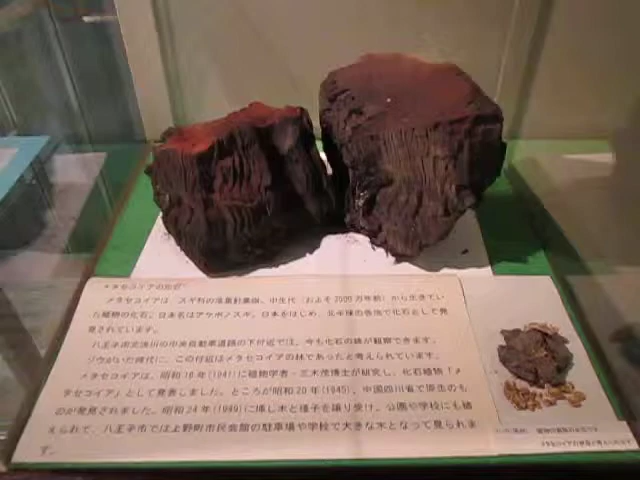 メタセコイアの化石
メタセコイアは、スギ科の落葉針葉樹、中生代（およそ7000万年前）から生きてい
た植物の化石。日本名はアケボノスギ。日本をはじめ、北半球の各地で化石として発
見されています。
八王子市北浅川の中央自動車道路の下付近では、今も化石の株が観察できます。
ゾウがいた時代に、この付近はメタセコイアの林であったと考えられています。
メタセコイアは、昭和16年(1941)に植物学者・三木茂博士が研究し、化石植物「メ
タセコイア」として発表しました。ところが昭和20年(1945)、中国四川省で原生のも
のが発見されました。昭和24年(1949)に挿し木と種子を譲り受け、公園や学校にも植
えられて、八王子市では上野町市民会館の駐車場や学校で大きな木となって見られま
す。